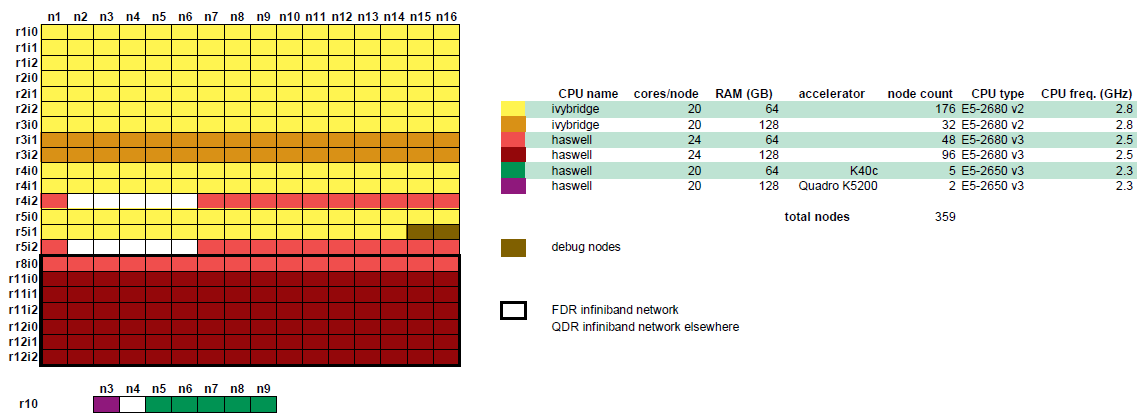 n1 n2 n3 n4 n5 n6 n7 n8 n9 n10 n11 n12 n13 n14 n15 n16
r1i0
r1i1
r1i2
r2i0
r2i1
r2i2
r3i0
r3i1
r3i2
r4i0
r4i1
r4i2
r5i0
r5i1
r5i2
r8i0
r11i0
r11i1
r11i2
r12i0
r12i1
r12i2
n3 n4 n5 n6 n7 n8 n9
r10
CPU name cores/node RAM (GB) accelerator node count CPU type CPU freq. (GHz)
ivybridge 20 64 176 E5-2680 v2 2.8
ivybridge 20 128 32 E5-2680 v2 2.8
haswell 24 64 48 E5-2680 v3 2.5
haswell 24 128 96 E5-2680 v3 2.5
haswell 20 64 K40c 5 E5-2650 v3 2.3
haswell 20 128 Quadro K5200 2 E5-2650 v3 2.3
total nodes 359
debug nodes
FDR infiniband network
QDR infiniband network elsewhere